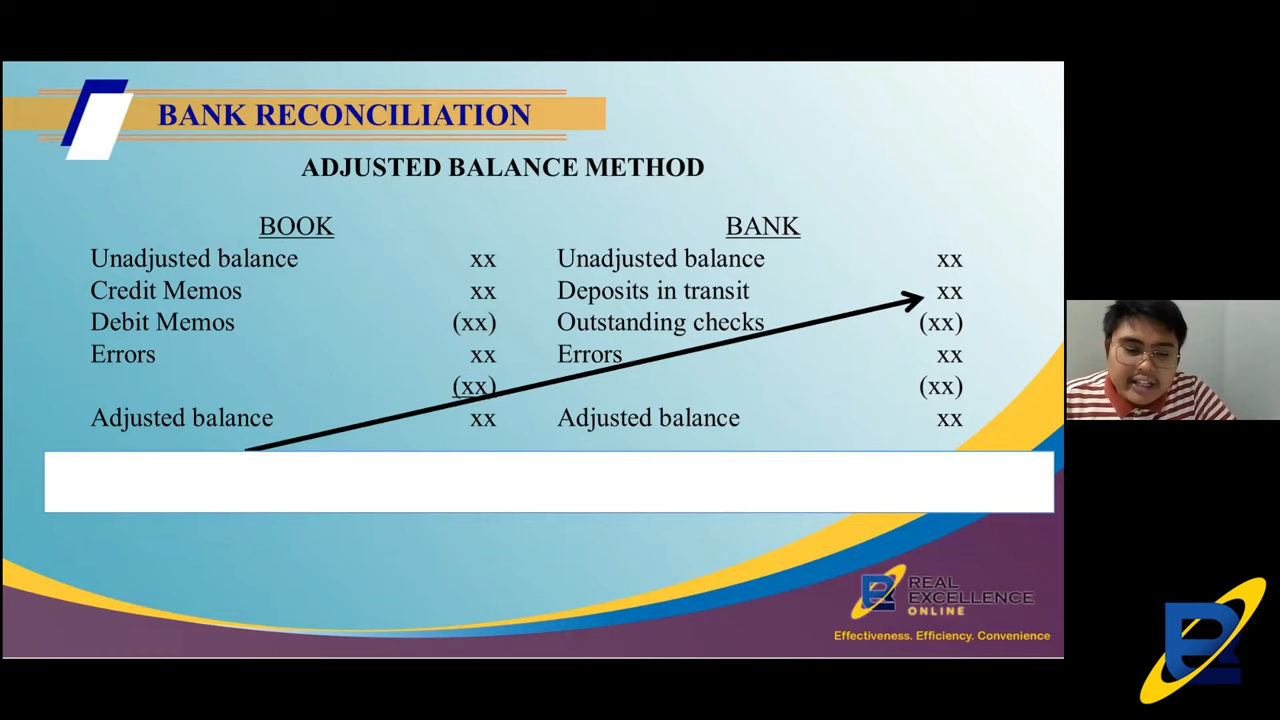 BANK RECONCILIATION
ADJUSTED BALANCE METHOD
BOOK
Unadjusted balance xx
Credit Memos xx
Debit Memos (xx)
Errors xx
(xx)
Adjusted balance xx
BANK
Unadjusted balance xx
Deposits in transit xx
Outstanding checks (xx)
Errors xx
(xx)
Adjusted balance xx
REAL
EXCELLENCE
ONLINE
Effectiveness. Efficiency. Convenience